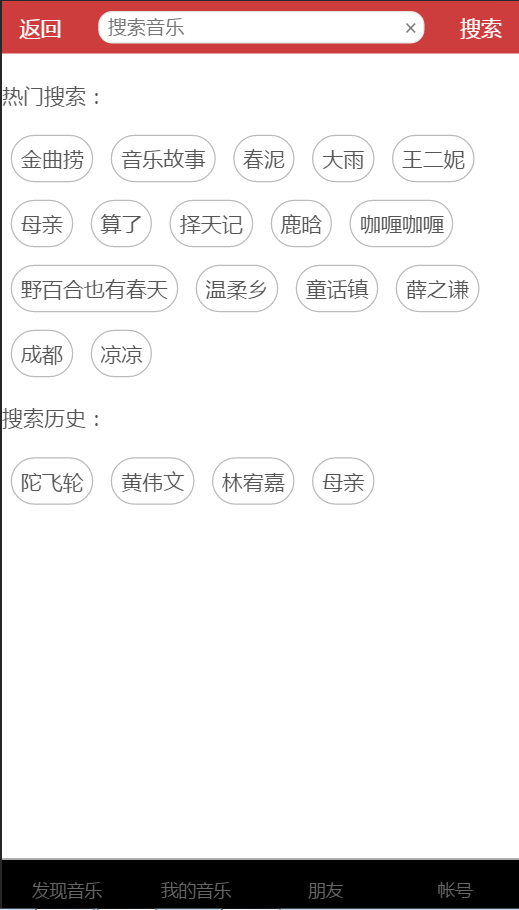 返回 搜索音乐 × 搜索
热门搜索：
金曲捞 音乐故事 春泥 大雨 王二妮
母亲 算了 择天记 鹿晗 咖喱咖喱
野百合也有春天 温柔乡 童话镇 薛之谦
成都 凉凉
搜索历史：
陀飞轮 黄伟文 林宥嘉 母亲
发现音乐 我的音乐 朋友 帐号